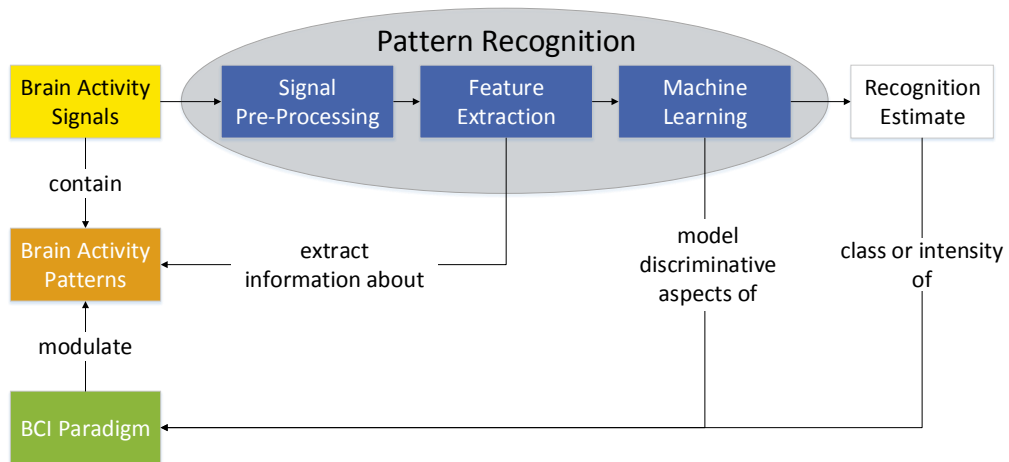 Pattern Recognition
Brain Activity
Signals
Signal
Pre-Processing
Feature
Extraction
Machine
Learning
Recognition
Estimate
contain
Brain Activity
Patterns
extract
information about
model
discriminative
aspects of
class or intensity
of
modulate
BCI Paradigm